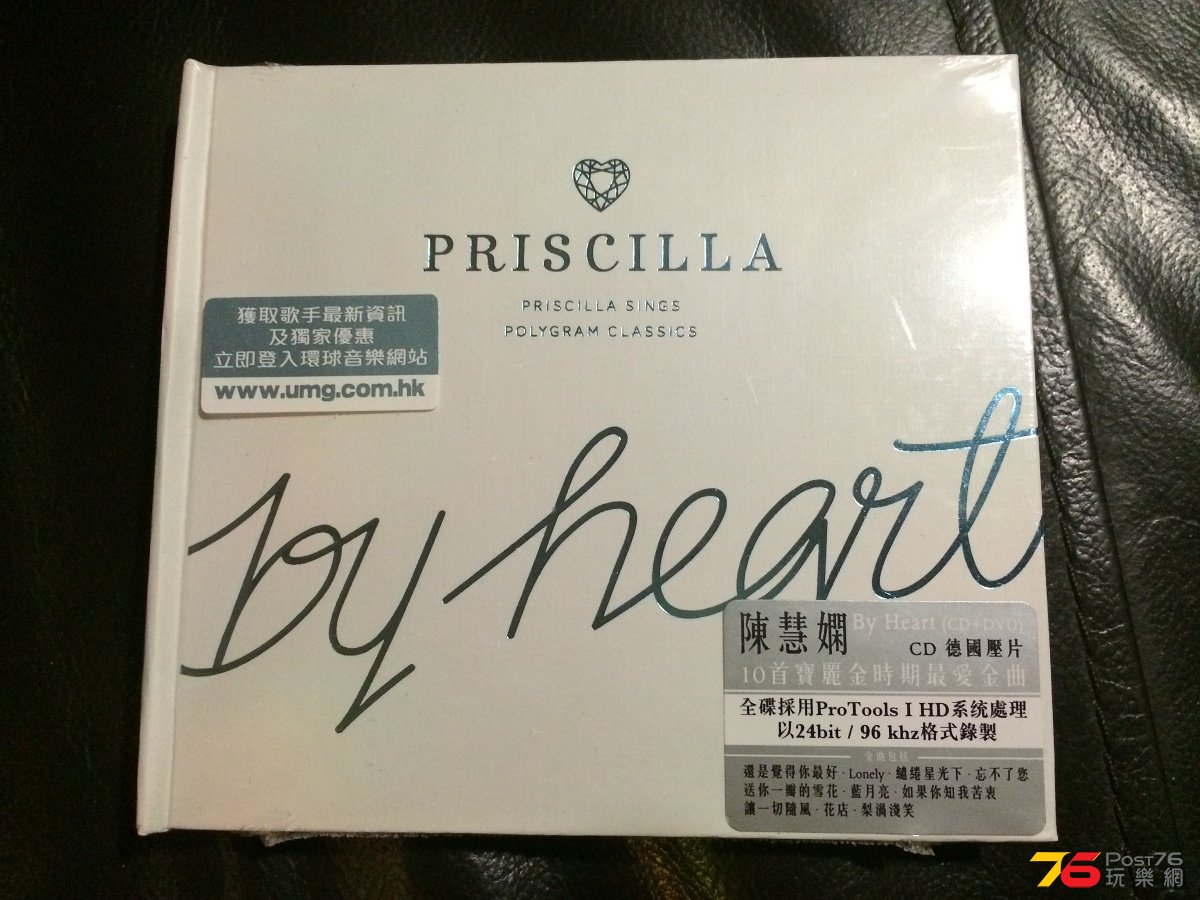 PRISCILLA
PRISCILLA SINGS
POLYGRAM CLASSICS
獲取歌手最新資訊
及獨家優惠
立即登入環球音樂網站
www.umg.com.hk
by heart
陳慧嫻 By Heart (CD+DVD)
CD 德國壓片
10首寶麗金時期最愛金曲
全碟採用ProTools I HD系統處理
以24bit / 96 khz格式錄製
金曲包括
還是覺得你最好·Lonely·繾綣星光下·忘不了您
送你一瓣的雪花·藍月亮·如果你知我苦衷
讓一切隨風·花店·梨渦淺笑
76 POST76
玩樂網